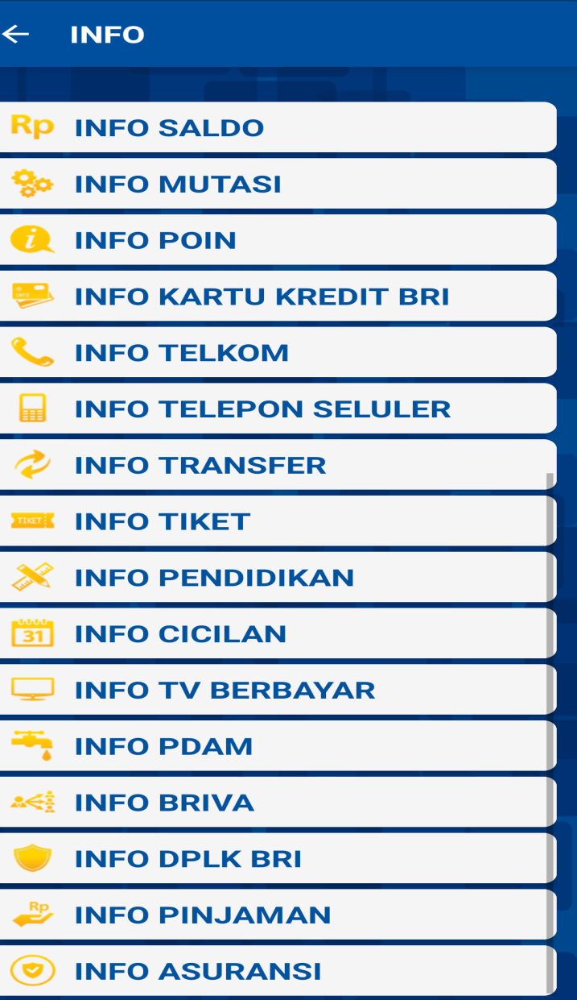 INFO
Rp INFO SALDO
INFO MUTASI
i INFO POIN
INFO KARTU KREDIT BRI
INFO TELKOM
INFO TELEPON SELULER
INFO TRANSFER
TIKET INFO TIKET
INFO PENDIDIKAN
31 INFO CICILAN
INFO TV BERBAYAR
INFO PDAM
INFO BRIVA
INFO DPLK BRI
Rp INFO PINJAMAN
INFO ASURANSI